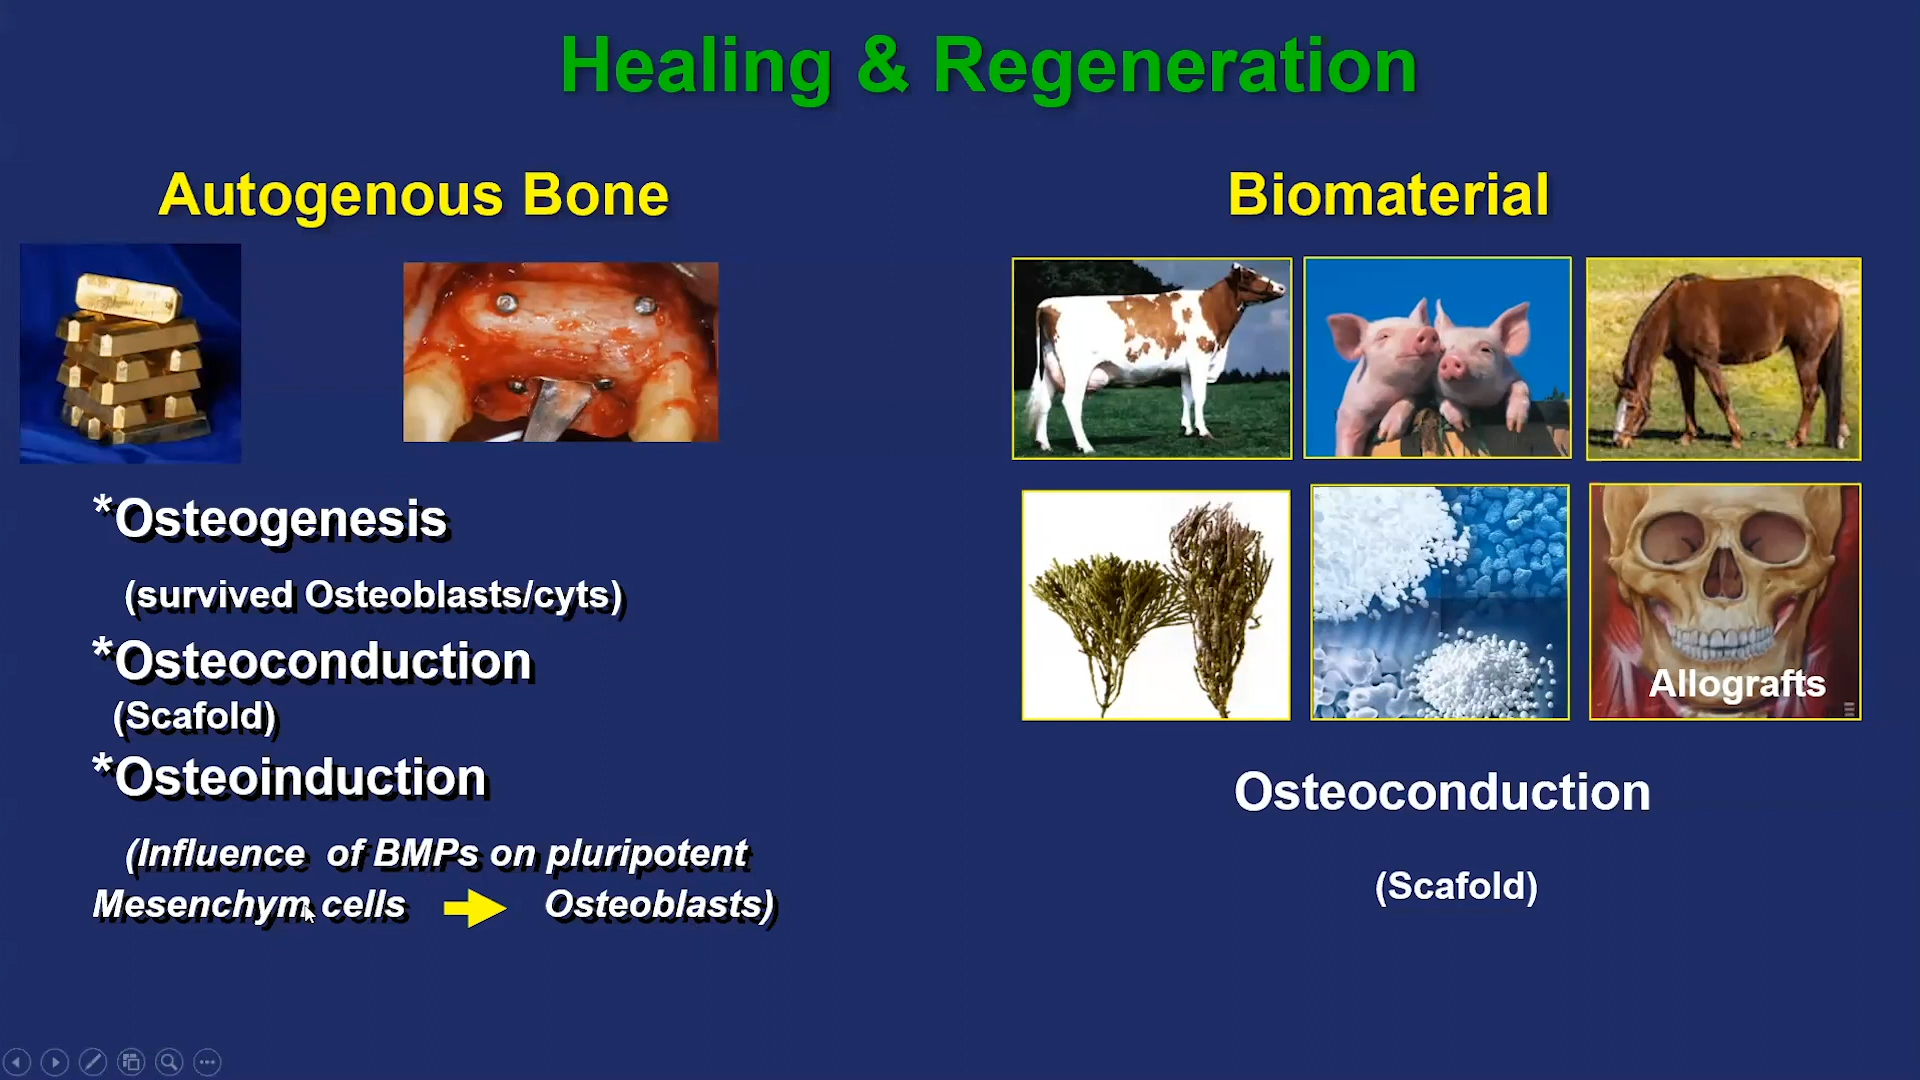 Healing & Regeneration
Autogenous Bone
*Osteogenesis
(survived Osteoblasts/cyts)
*Osteoconduction
(Scafold)
*Osteoinduction
(Influence of BMPs on pluripotent
Mesenchym cells Osteoblasts)
Biomaterial
Allografts
Osteoconduction
(Scafold)